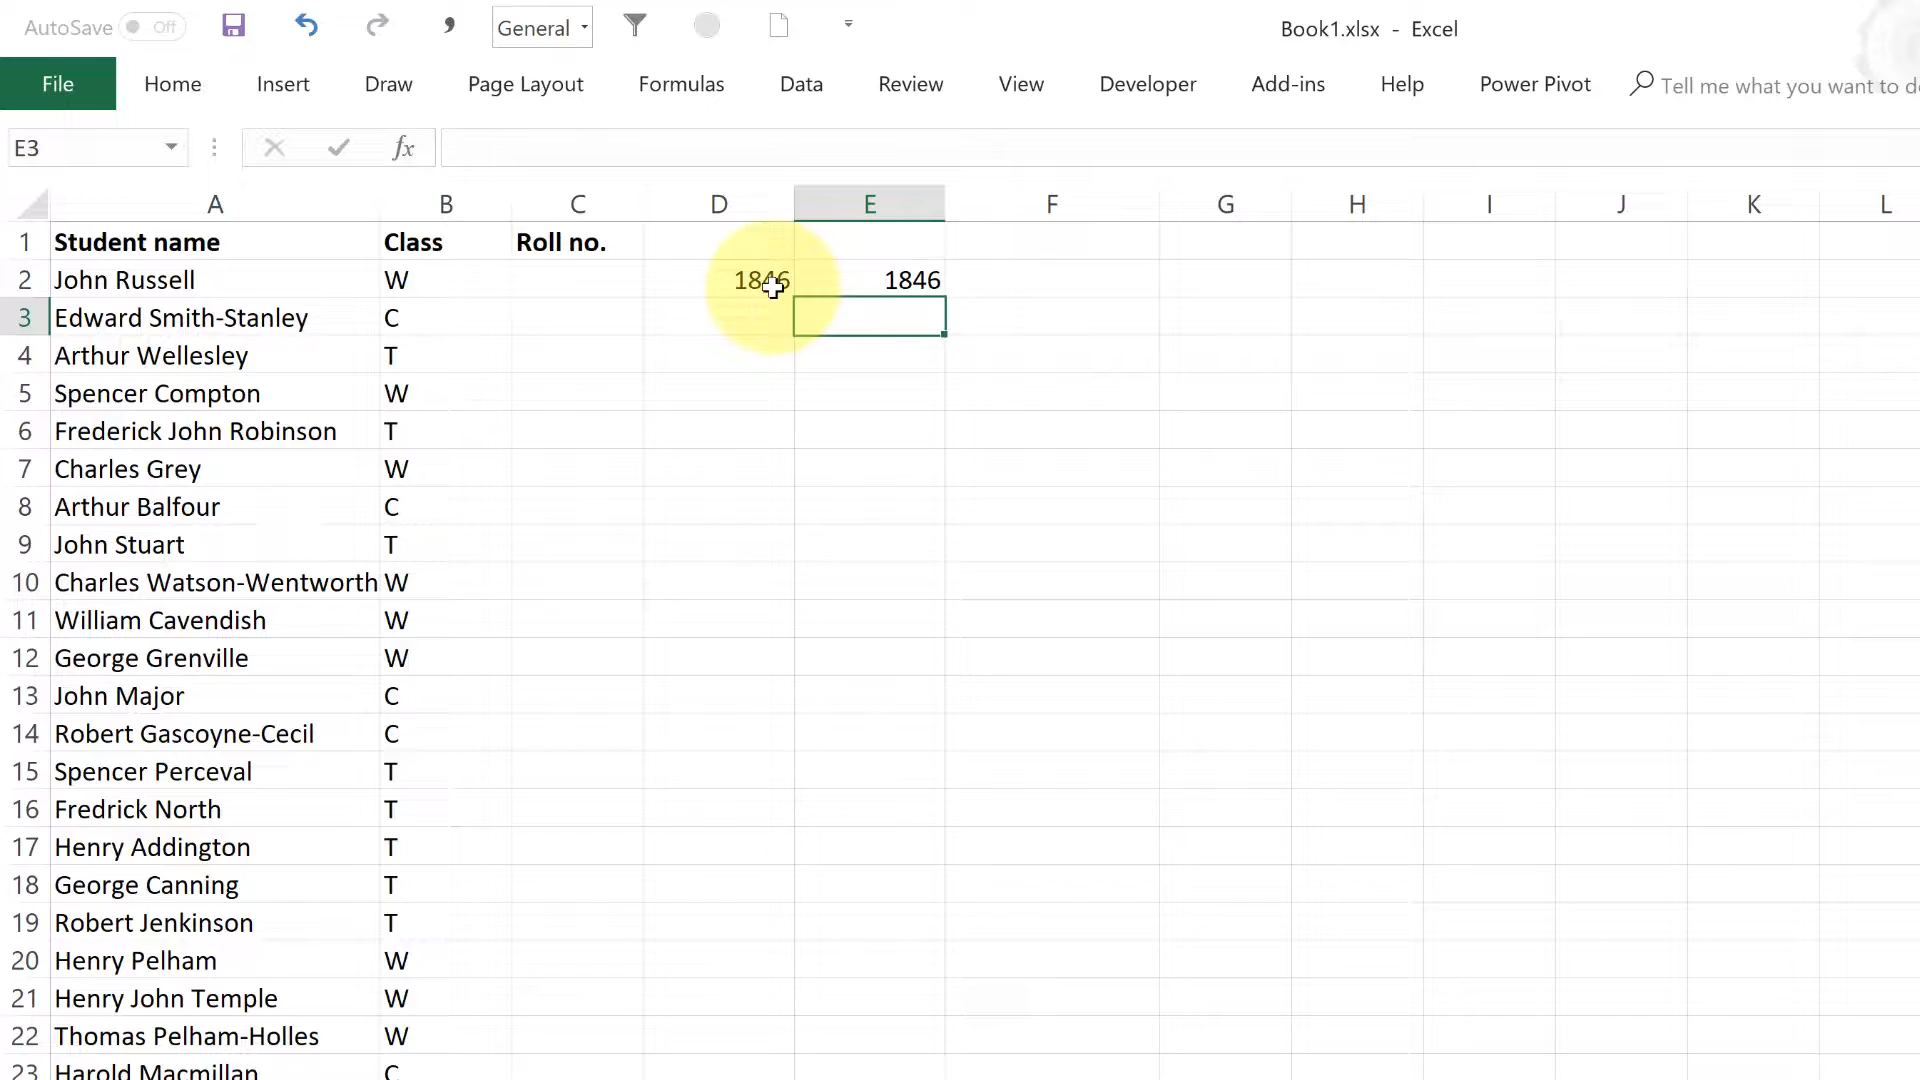 AutoSave Off , General Book1.xlsx - Excel
File Home Insert Draw Page Layout Formulas Data Review View Developer Add-ins Help Power Pivot Tell me what you want to
E3 fx
A B C D E F G H I J K L
1 Student name Class Roll no.
2 John Russell W 1846 1846
3 Edward Smith-Stanley C
4 Arthur Wellesley T
5 Spencer Compton W
6 Frederick John Robinson T
7 Charles Grey W
8 Arthur Balfour C
9 John Stuart T
10 Charles Watson-Wentworth W
11 William Cavendish W
12 George Grenville W
13 John Major C
14 Robert Gascoyne-Cecil C
15 Spencer Perceval T
16 Fredrick North T
17 Henry Addington T
18 George Canning T
19 Robert Jenkinson T
20 Henry Pelham W
21 Henry John Temple W
22 Thomas Pelham-Holles W
23 Harold Macmillan C